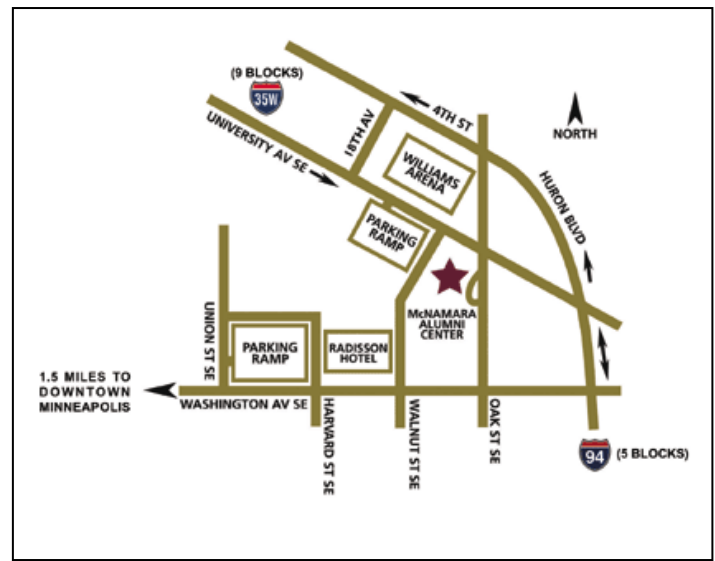 (9 BLOCKS)
35W
4TH ST
18TH AV
NORTH
UNIVERSITY AV SE
WILLIAMS
ARENA
HURON BLVD
PARKING
RAMP
McNAMARA
ALUMNI
CENTER
UNION ST SE
PARKING
RAMP
RADISSON
HOTEL
1.5 MILES TO
DOWNTOWN
MINNEAPOLIS
WASHINGTON AV SE
HARVARD ST SE
WALNUT ST SE
OAK ST SE
94
(5 BLOCKS)